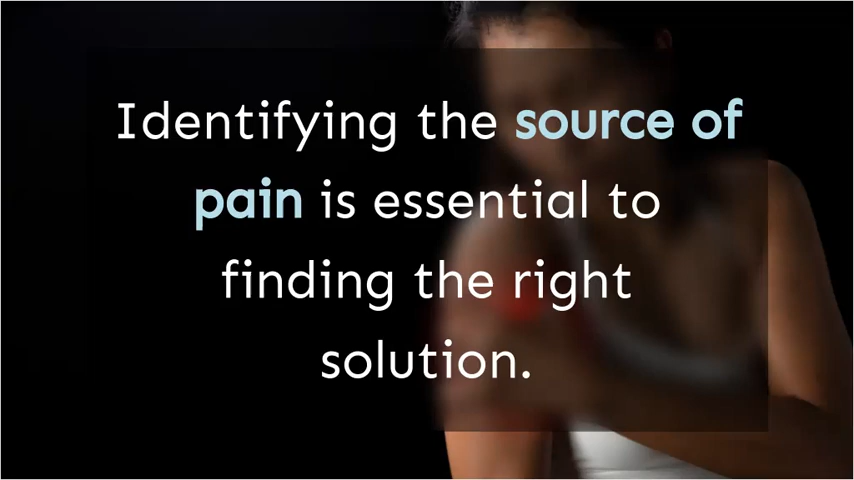 Identifying the source of
pain is essential to
finding the right
solution.